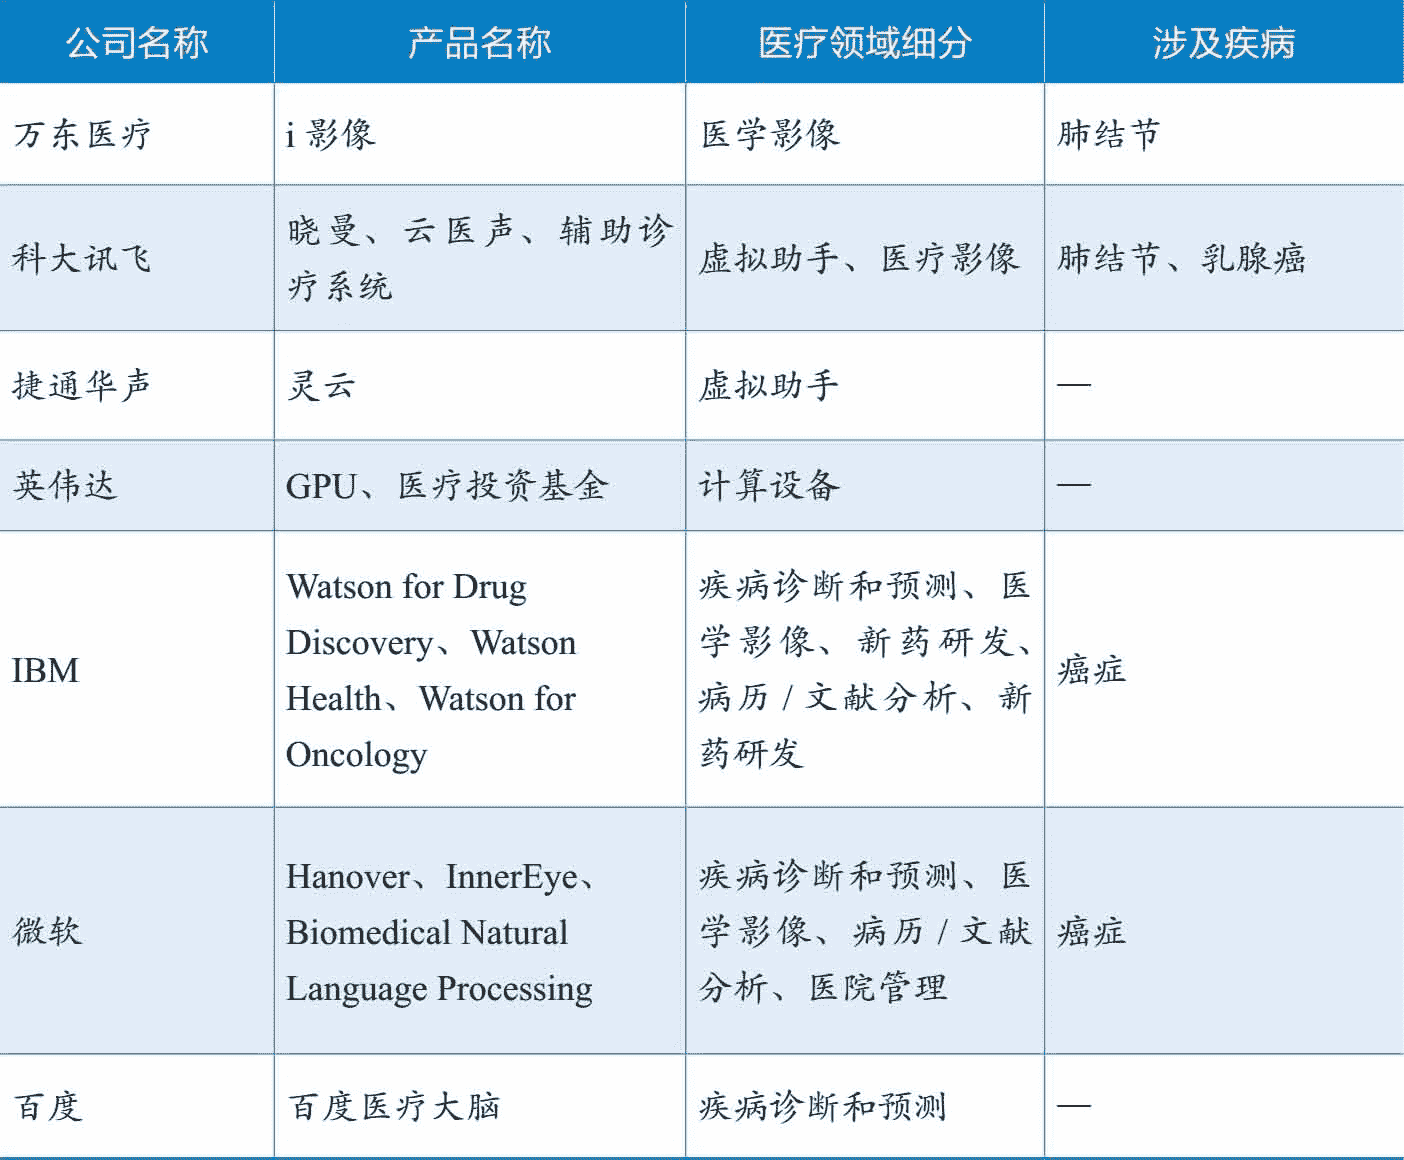 公司名称 产品名称 医疗领域细分 涉及疾病
万东医疗 i 影像 医学影像 肺结节
科大讯飞 晓曼、云医声、辅助诊
疗系统 虚拟助手、医疗影像 肺结节、乳腺癌
捷通华声 灵云 虚拟助手 —
英伟达 GPU、医疗投资基金 计算设备 —
IBM
Watson for Drug
Discovery、Watson
Health、Watson for
Oncology
疾病诊断和预测、医
学影像、新药研发、
病历 / 文献分析、新
药研发
癌症
微软
Hanover、InnerEye、
Biomedical Natural
Language Processing
疾病诊断和预测、医
学影像、病历 / 文献
分析、医院管理
癌症
百度 百度医疗大脑 疾病诊断和预测 —